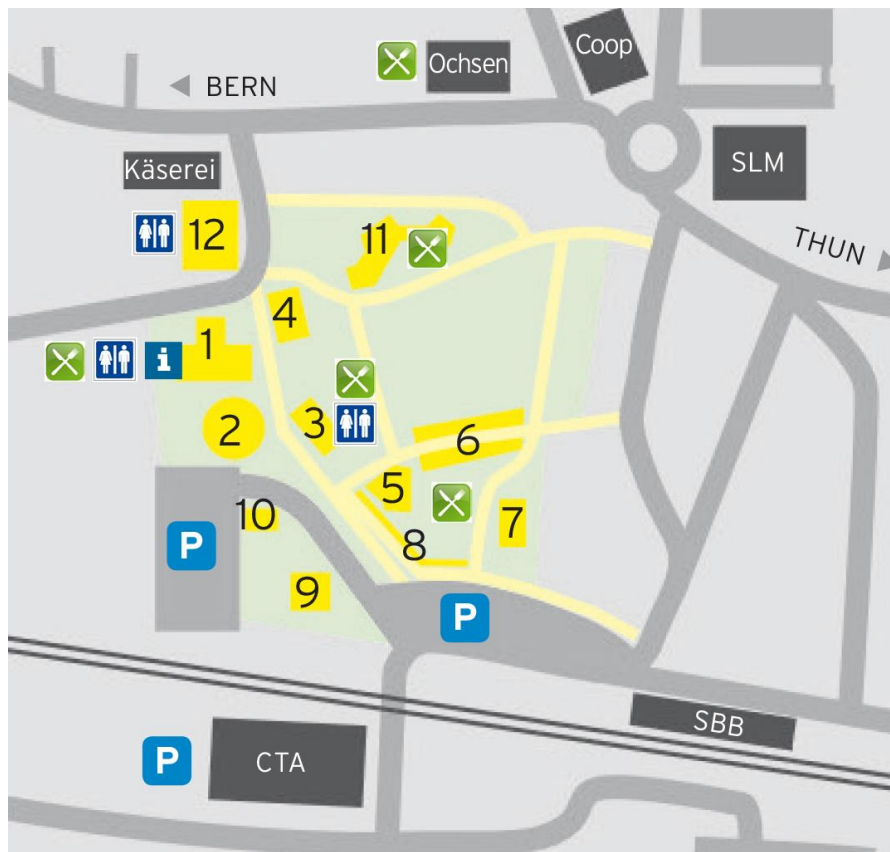 Coop
Ochsen
BERN
SLM
Käserei
12
11
THUN
4
1
i
3
2
6
5
10
7
8
P
9
P
SBB
P
CTA